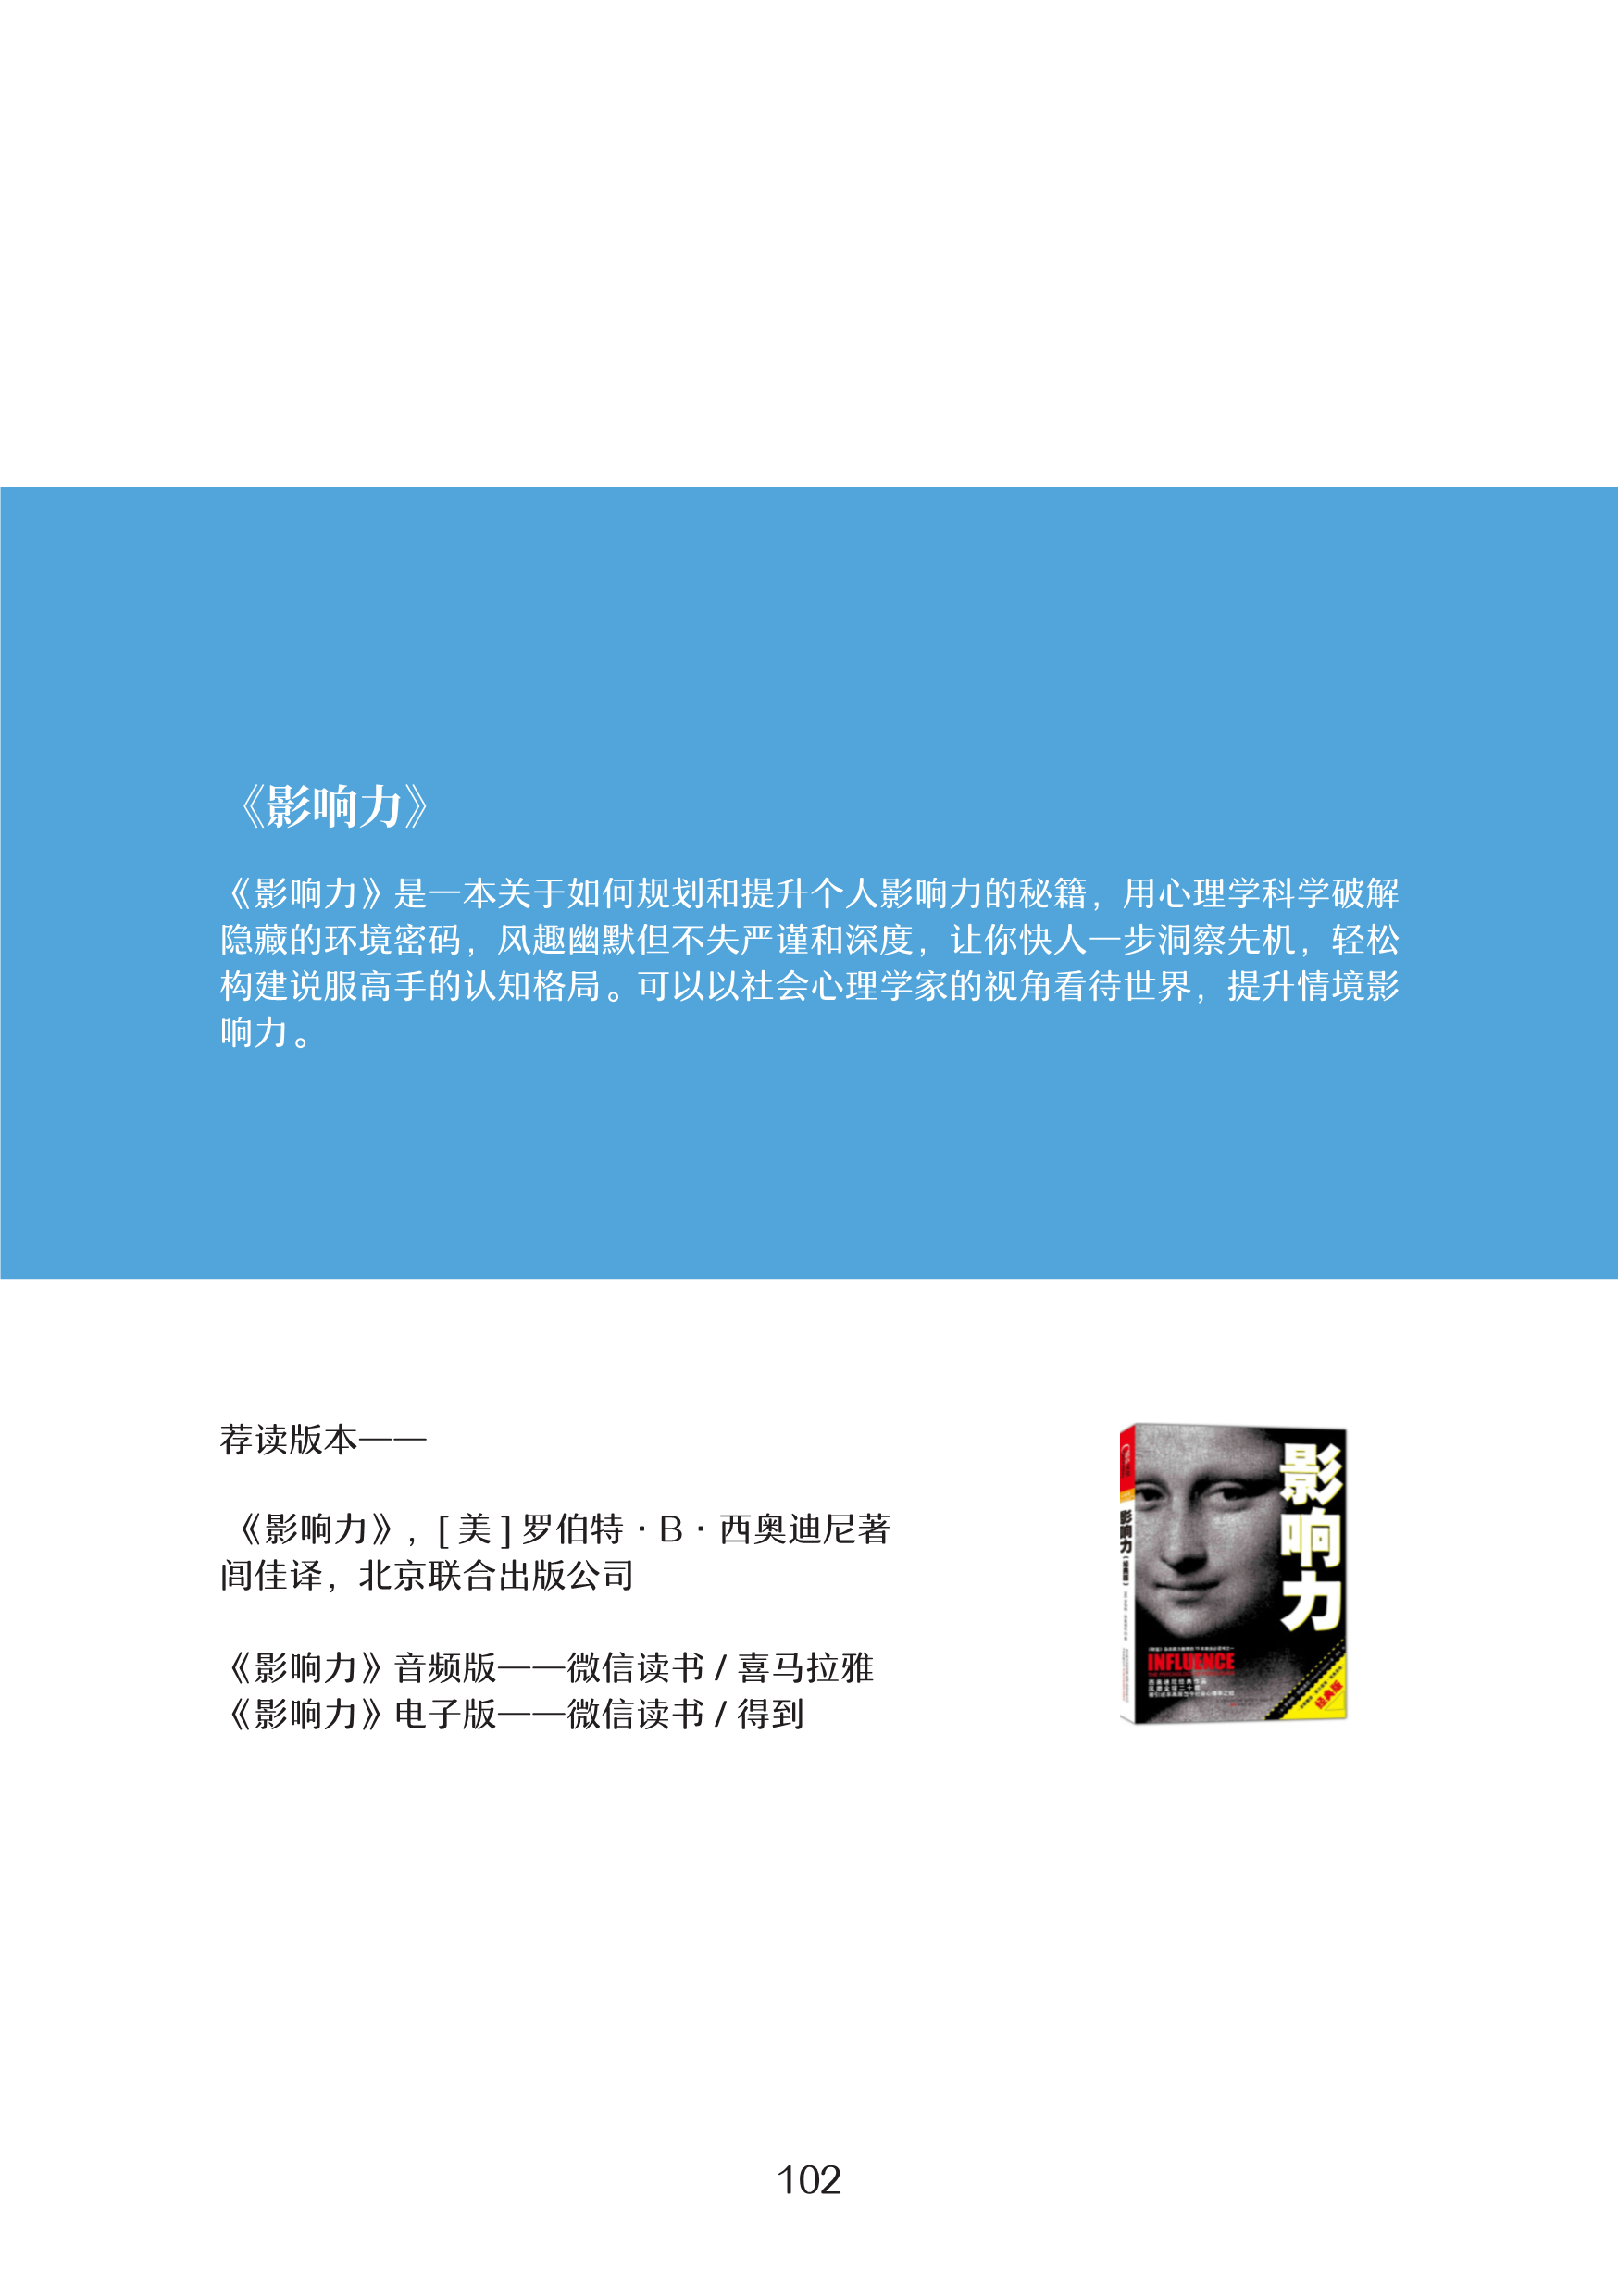 《影响力》
《影响力》是一本关于如何规划和提升个人影响力的秘籍，用心理学科学破解
隐藏的环境密码，风趣幽默但不失严谨和深度，让你快人一步洞察先机，轻松
构建说服高手的认知格局。可以以社会心理学家的视角看待世界，提升情境影
响力。
荐读版本——
《影响力》，[ 美 ] 罗伯特 · B · 西奥迪尼著
闾佳译，北京联合出版公司
《影响力》音频版——微信读书 / 喜马拉雅
《影响力》电子版——微信读书 / 得到
影响力
影响力
INFLUENCE
经典版
102